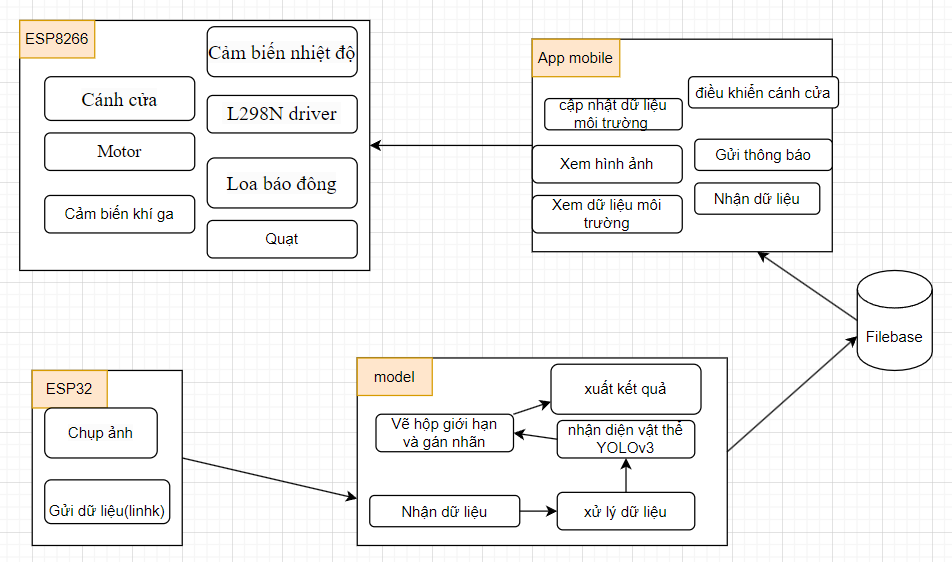 ESP8266
Cảm biến nhiệt độ
Cánh cửa
L298N driver
Motor
Loa báo đông
Cảm biến khí ga
Quạt
App mobile
điều khiển cánh cửa
cập nhật dữ liệu
môi trường
Xem hình ảnh
Gửi thông báo
Xem dữ liệu môi
trường
Nhận dữ liệu
Filebase
ESP32
Chụp ảnh
Gửi dữ liệu(linhk)
model
xuất kết quả
Vẽ hộp giới hạn
và gán nhãn
nhận diện vật thể
YOLOv3
Nhận dữ liệu
xử lý dữ liệu